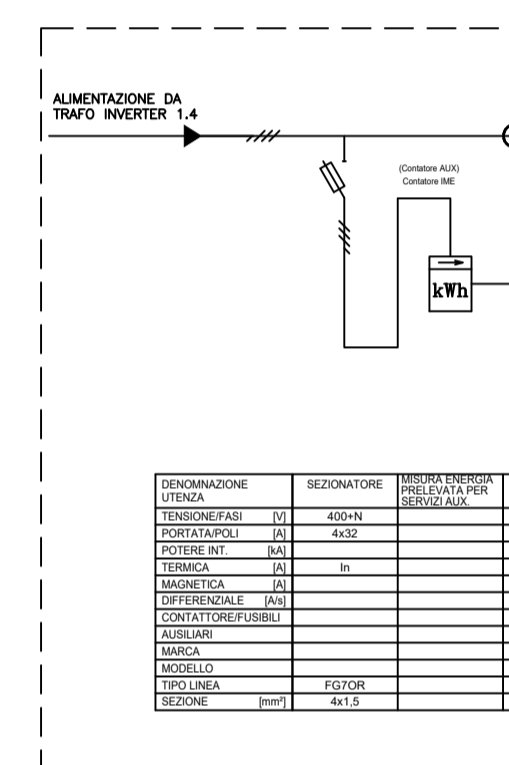 ALIMENTAZIONE DA
TRAFO INVERTER 1.4
(Contatore AUX)
Contatore IME
kWh
DENOMNAZIONE UTENZA SEZIONATORE MISURA ENERGIA PRELEVATA PER SERVIZI AUX.
TENSIONE/FASI [V] 400+N
PORTATA/POLI [A] 4x32
POTERE INT. [kA]
TERMICA [A] In
MAGNETICA [A]
DIFFERENZIALE [A/s]
CONTATTORE/FUSIBILI
AUSILIARI
MARCA
MODELLO
TIPO LINEA FG7OR
SEZIONE [mm²] 4x1,5